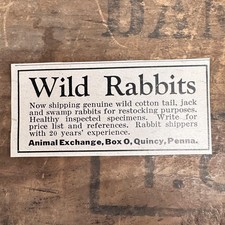 Wild Rabbits
Now shipping genuine wild cotton tail, jack
and swamp rabbits for restocking purposes.
Healthy inspected specimens. Write for
price list and references. Rabbit shippers
with 20 years' experience.
Animal Exchange, Box O, Quincy, Penna.